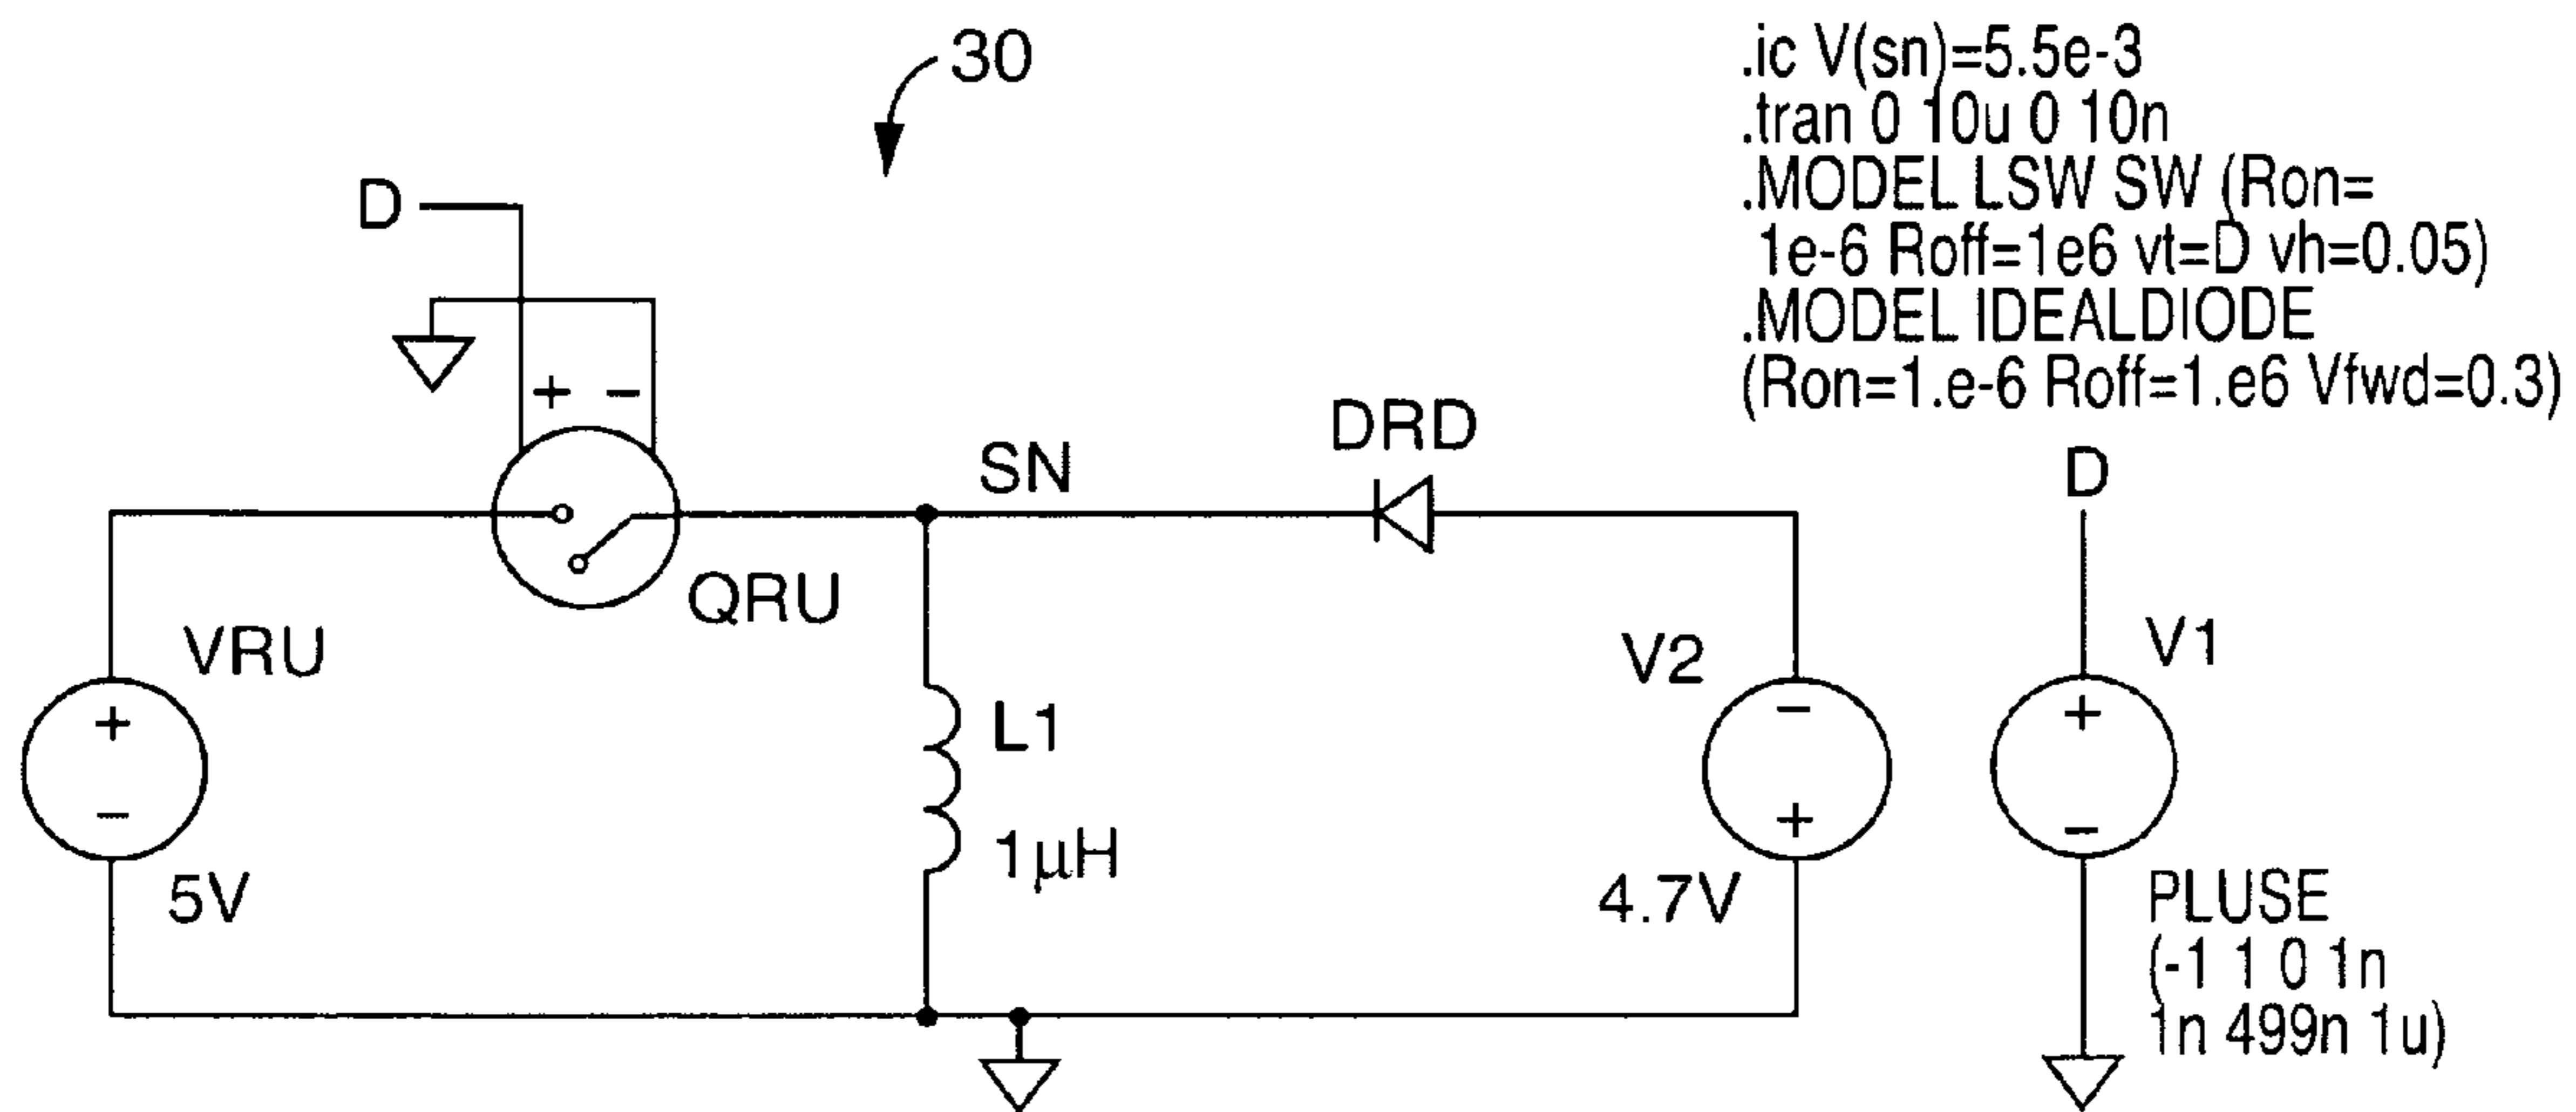 30
.ic V(sn)=5.5e-3
.tran 0 10u 0 10n
.MODEL LSW SW (Ron=
1e-6 Roff=1e6 vt=D vh=0.05)
.MODEL IDEALDIODE
(Ron=1.e-6 Roff=1.e6 Vfwd=0.3)
D
+ −
SN
DRD
D
QRU
VRU
+
−
5V
L1
1µH
V2
−
+
4.7V
V1
+
−
PLUSE
(-1 1 0 1n
1n 499n 1u)